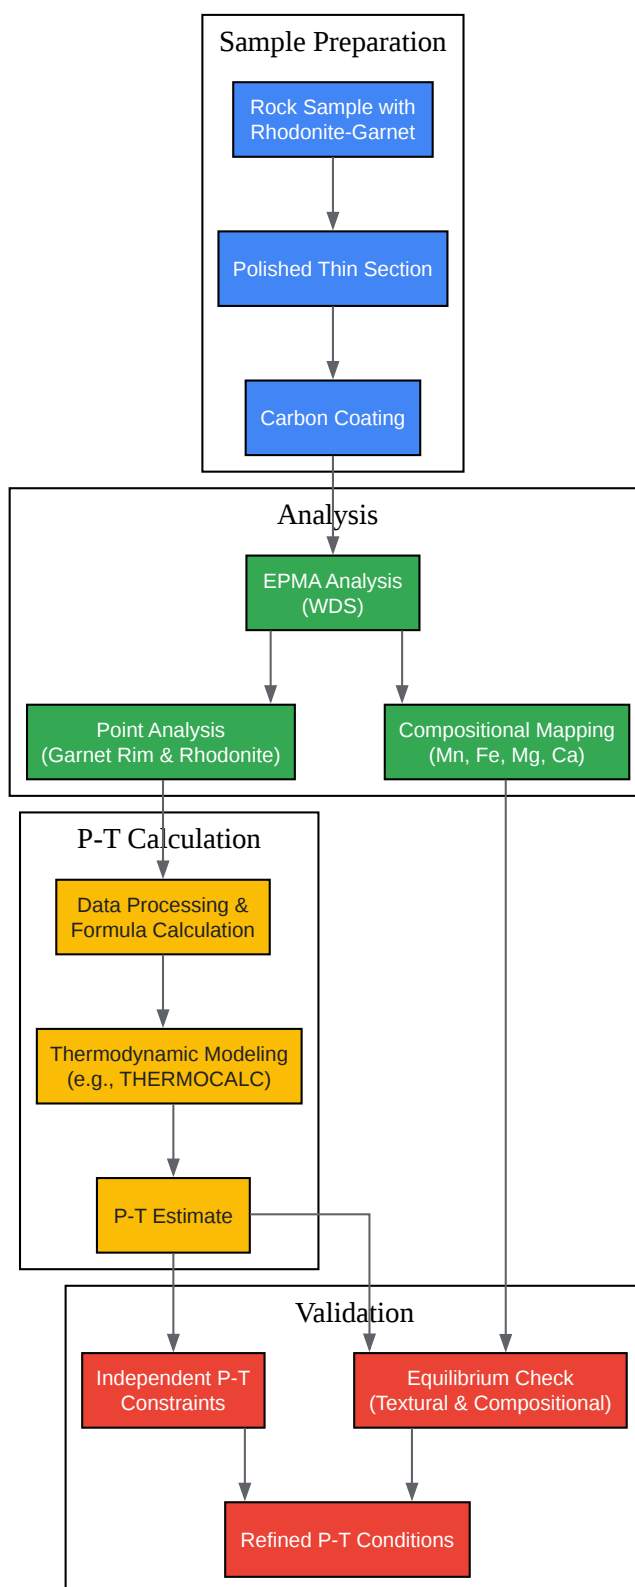 Sample Preparation
Rock Sample with
Rhodonite-Garnet
Polished Thin Section
Carbon Coating
Analysis
EPMA Analysis
(WDS)
Point Analysis
(Garnet Rim & Rhodonite)
Compositional Mapping
(Mn, Fe, Mg, Ca)
P-T Calculation
Data Processing &
Formula Calculation
Thermodynamic Modeling
(e.g., THERMOCALC)
P-T Estimate
Validation
Independent P-T
Constraints
Equilibrium Check
(Textural & Compositional)
Refined P-T Conditions